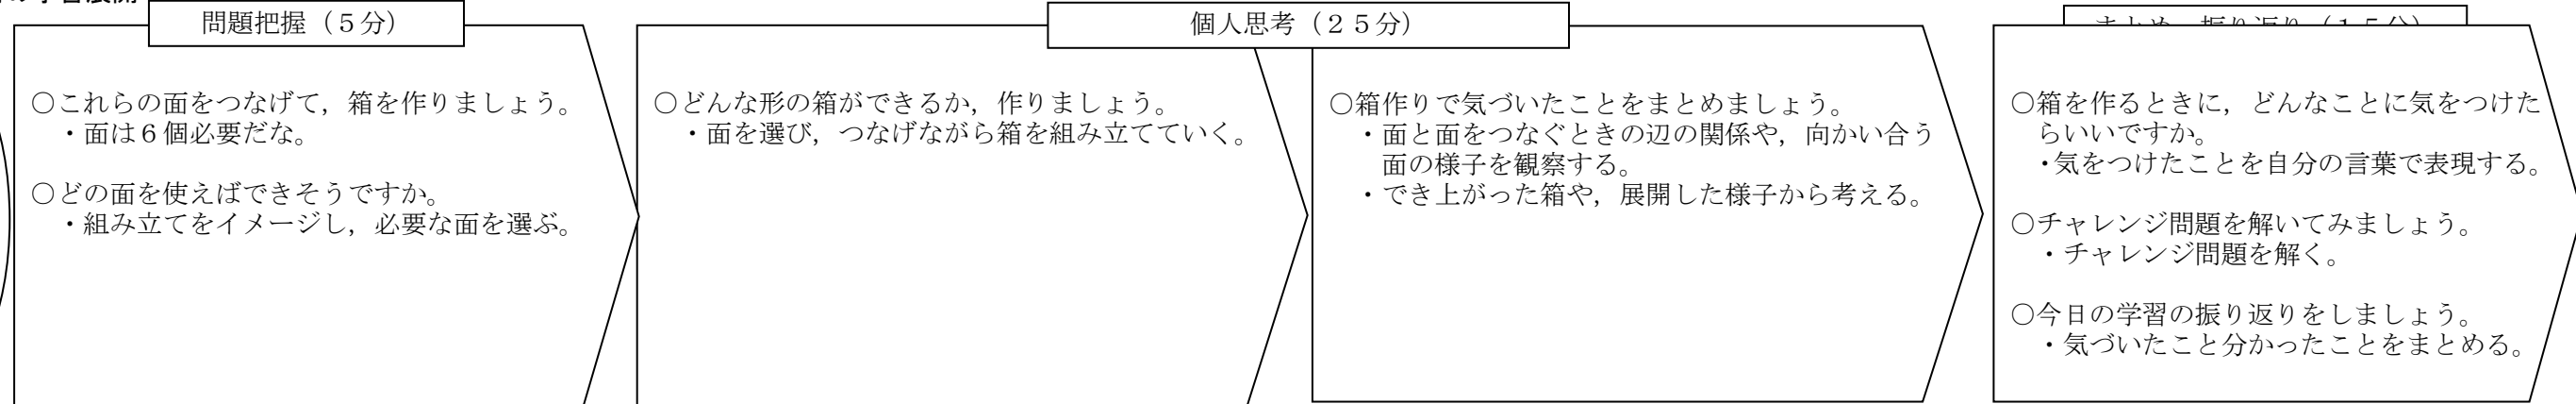 問題把握（５分）
○これらの面をつなげて，箱を作りましょう。
・面は６個必要だな。
○どの面を使えばできそうですか。
・組み立てをイメージし，必要な面を選ぶ。
個人思考（２５分）
○どんな形の箱ができるか，作りましょう。
・面を選び，つなげながら箱を組み立てていく。
○箱作りで気づいたことをまとめましょう。
・面と面をつなぐときの辺の関係や，向かい合う
面の様子を観察する。
・でき上がった箱や，展開した様子から考える。
○箱を作るときに，どんなことに気をつけた
らいいですか。
・気をつけたことを自分の言葉で表現する。
○チャレンジ問題を解いてみましょう。
・チャレンジ問題を解く。
○今日の学習の振り返りをしましょう。
・気づいたこと分かったことをまとめる。